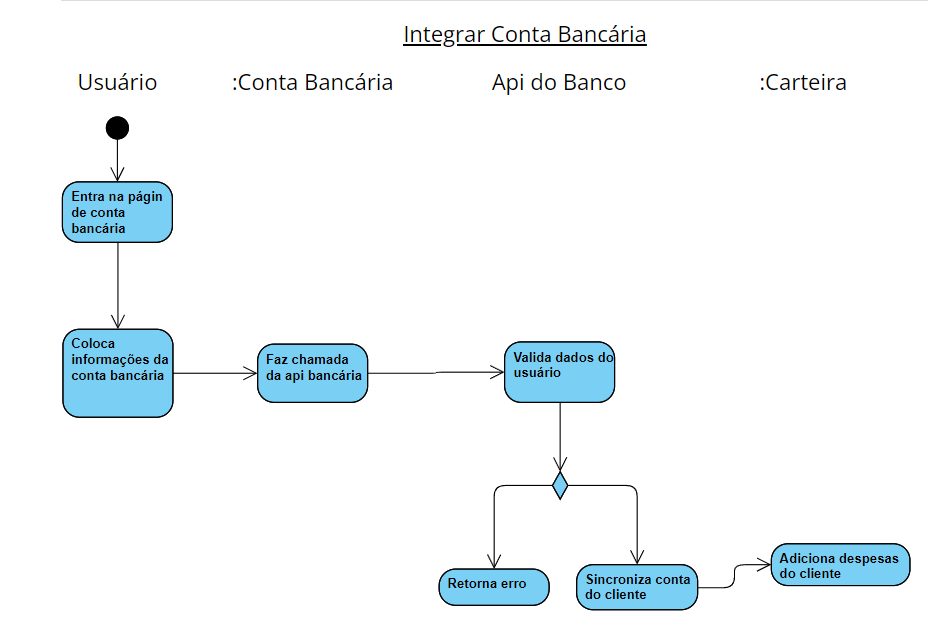 Integrar Conta Bancária
Usuário
:Conta Bancária
Api do Banco
:Carteira
Entra na págin
de conta
bancária
Coloca
informações da
conta bancária
Faz chamada
da api bancária
Valida dados do
usuário
Retorna erro
Sincroniza conta
do cliente
Adiciona despesas
do cliente